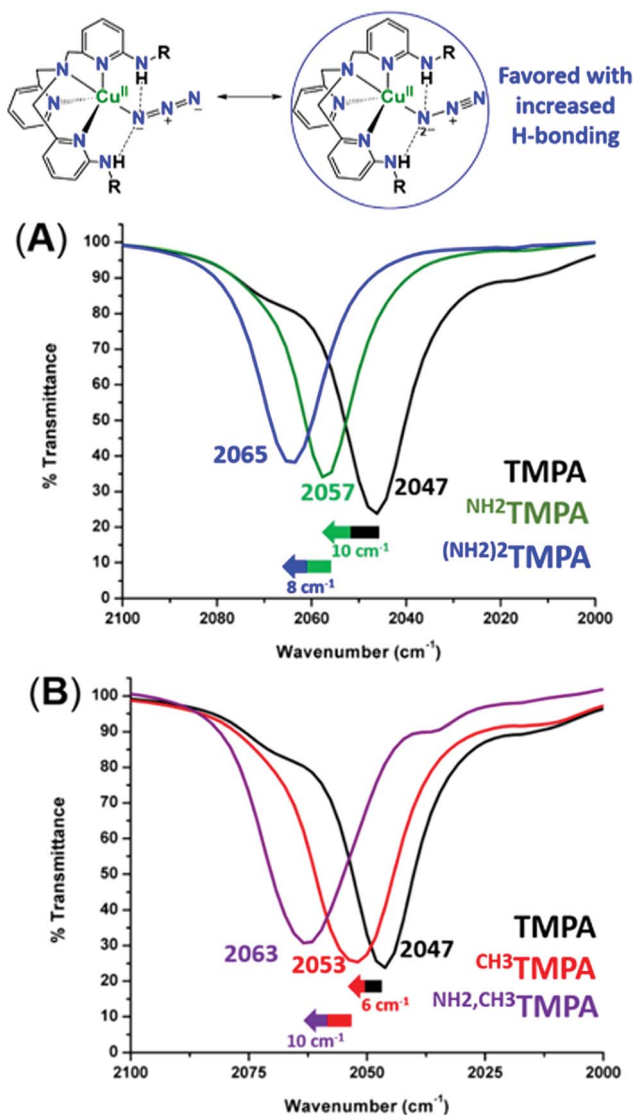 R
NH
H
N
N
Cu^II
N
N
N
N
−
+
−
N
NH
R
R
NH
H
N
N
Cu^II
N
N
N
N
2−
+
N
NH
R
Favored with
increased
H-bonding
(A)
100
90
80
70
60
50
40
30
20
10
0
% Transmittance
2065
2057
2047
10 cm⁻¹
8 cm⁻¹
TMPA
NH2TMPA
(NH2)2TMPA
2100
2080
2060
2040
2020
2000
Wavenumber (cm⁻¹)
(B)
100
90
80
70
60
50
40
30
20
10
0
% Transmittance
2063
2053
2047
6 cm⁻¹
10 cm⁻¹
TMPA
CH3TMPA
NH2,CH3TMPA
2100
2075
2050
2025
2000
Wavenumber (cm⁻¹)